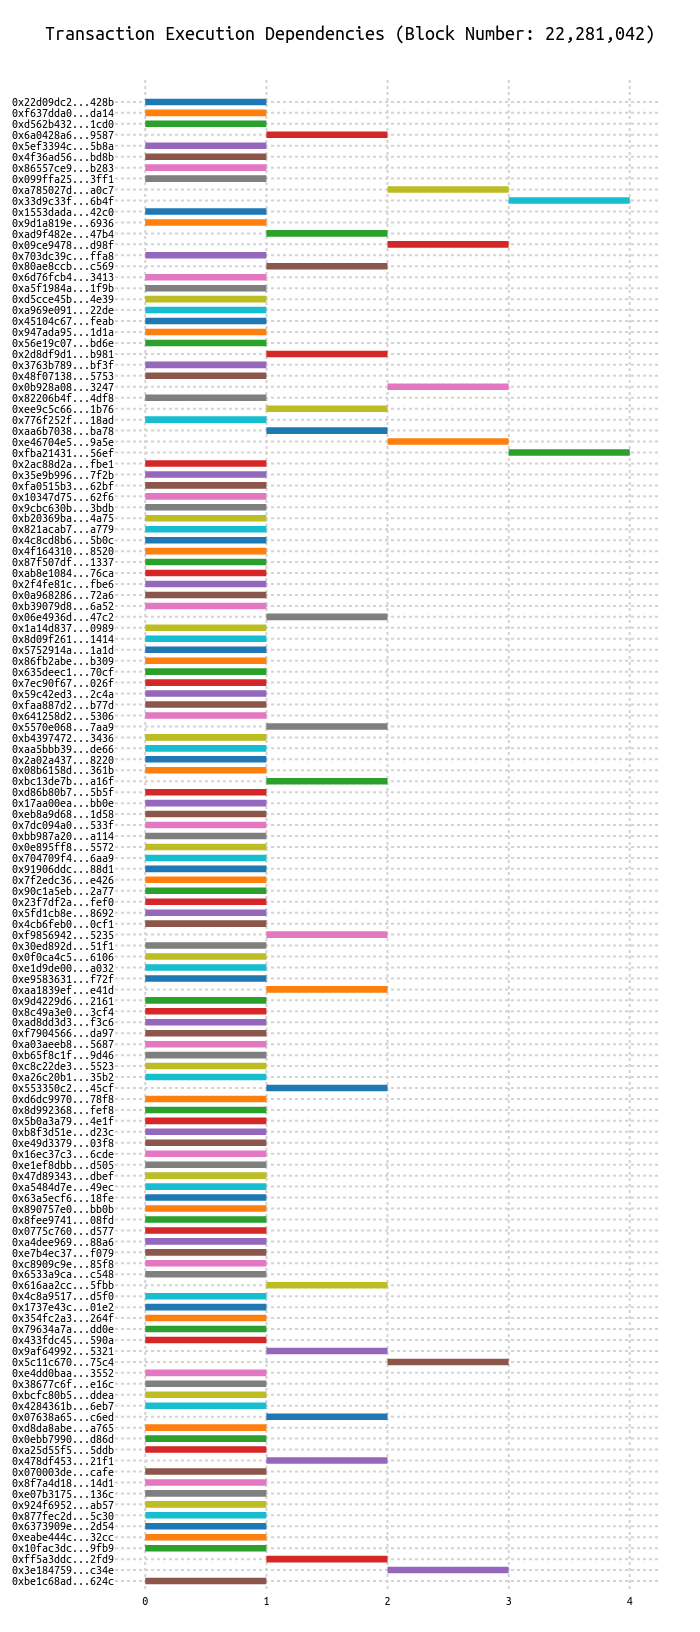 Transaction Execution Dependencies (Block Number: 22,281,042)
0x22d09dc2...428b
0xf637dda0...da14
0xd562b432...1cd0
0x6a0428a6...9587
0x5ef3394c...5b8a
0x4f36ad56...bd8b
0x86557ce9...b283
0x099ffa25...3ff1
0xa785027d...a0c7
0x33d9c33f...6b4f
0x1553dada...42c0
0x9d1a819e...6936
0xad9f482e...47b4
0x09ce9478...d98f
0x703dc39c...ffa8
0x80ae8ccb...c569
0x6d76fcb4...3413
0xa5f1984a...1f9b
0xd5cce45b...4e39
0xa969e091...22de
0x45104c67...feab
0x947ada95...1d1a
0x56e19c07...bd6e
0x2d8df9d1...b981
0x3763b789...bf3f
0x48f07138...5753
0x0b928a08...3247
0x82206b4f...4df8
0xee9c5c66...1b76
0x776f252f...18ad
0xaa6b7038...ba78
0xe46704e5...9a5e
0xfba21431...56ef
0x2ac88d2a...fbe1
0x35e9b996...7f2b
0xfa0515b3...62bf
0x10347d75...62f6
0x9cbc630b...3bdb
0xb20369ba...4a75
0x821acab7...a779
0x4c8cd8b6...5b0c
0x4f164310...8520
0x87f507df...1337
0xab8e1084...76ca
0x2f4fe81c...fbe6
0x0a968286...72a6
0xb39079d8...6a52
0x06e4936d...47c2
0x1a14d837...0989
0x8d09f261...1414
0x5752914a...1a1d
0x86fb2abe...b309
0x635deec1...70cf
0x7ec90f67...026f
0x59c42ed3...2c4a
0xfaa887d2...b77d
0x641258d2...5306
0x5570e068...7aa9
0xb4397472...3436
0xaa5bbb39...de66
0x2a02a437...8220
0x08b6158d...361b
0xbc13de7b...a16f
0xd86b80b7...5b5f
0x17aa00ea...bb0e
0xeb8a9d68...1d58
0x7dc094a0...533f
0xbb987a20...a114
0x0e895ff8...5572
0x704709f4...6aa9
0x91906ddc...88d1
0x7f2edc36...e426
0x90c1a5eb...2a77
0x23f7df2a...fef0
0x5fd1cb8e...8692
0x4cb6feb0...0cf1
0xf9856942...5235
0x30ed892d...51f1
0x0f0ca4c5...6106
0xe1d9de00...a032
0xe9583631...f72f
0xaa1839ef...e41d
0x9d4229d6...2161
0x8c49a3e0...3cf4
0xad8dd3d3...f3c6
0xf7904566...da97
0xa03aeeb8...5687
0xb65f8c1f...9d46
0xc8c22de3...5523
0xa26c20b1...35b2
0x553350c2...45cf
0xd6dc9970...78f8
0x8d992368...fef8
0x5b0a3a79...4e1f
0xb8f3d51e...d23c
0xe49d3379...03f8
0x16ec37c3...6cde
0xe1ef8dbb...d505
0x47d89343...dbef
0xa5484d7e...49ec
0x63a5ecf6...18fe
0x890757e0...bb0b
0x8fee9741...08fd
0x0775c760...d577
0xa4dee969...88a6
0xe7b4ec37...f079
0xc8909c9e...85f8
0x6533a9ca...c548
0x616aa2cc...5fbb
0x4c8a9517...d5f0
0x1737e43c...01e2
0x354fc2a3...264f
0x79634a7a...dd0e
0x433fdc45...590a
0x9af64992...5321
0x5c11c670...75c4
0xe4dd0baa...3552
0x38677c6f...e16c
0xbcfc80b5...ddea
0x4284361b...6eb7
0x07638a65...c6ed
0xd8da8abe...a765
0x0ebb7990...d86d
0xa25d55f5...5ddb
0x478df453...21f1
0x070003de...cafe
0x8f7a4d18...14d1
0xe07b3175...136c
0x924f6952...ab57
0x877fec2d...5c30
0x6373909e...2d54
0xeabe444c...32cc
0x10fac3dc...9fb9
0xff5a3ddc...2fd9
0x3e184759...c34e
0xbe1c68ad...624c
0 1 2 3 4